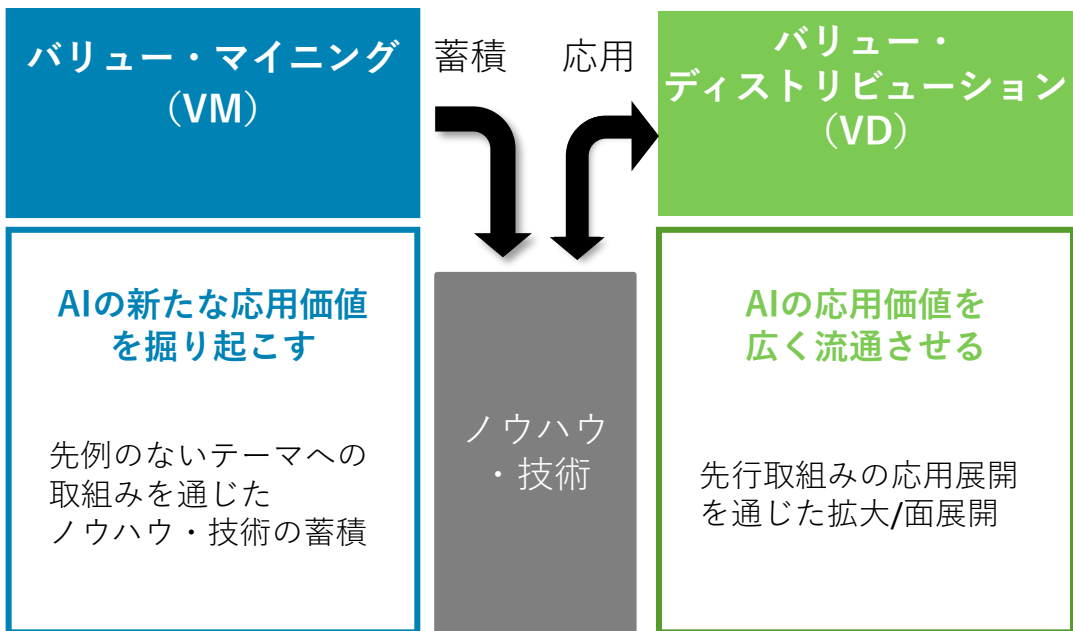 バリュー・マイニング
（VM）
蓄積
応用
バリュー・
ディストリビューション
（VD）
AIの新たな応用価値
を掘り起こす
先例のないテーマへの
取組みを通じた
ノウハウ・技術の蓄積
ノウハウ
・技術
AIの応用価値を
広く流通させる
先行取組みの応用展開
を通じた拡大/面展開